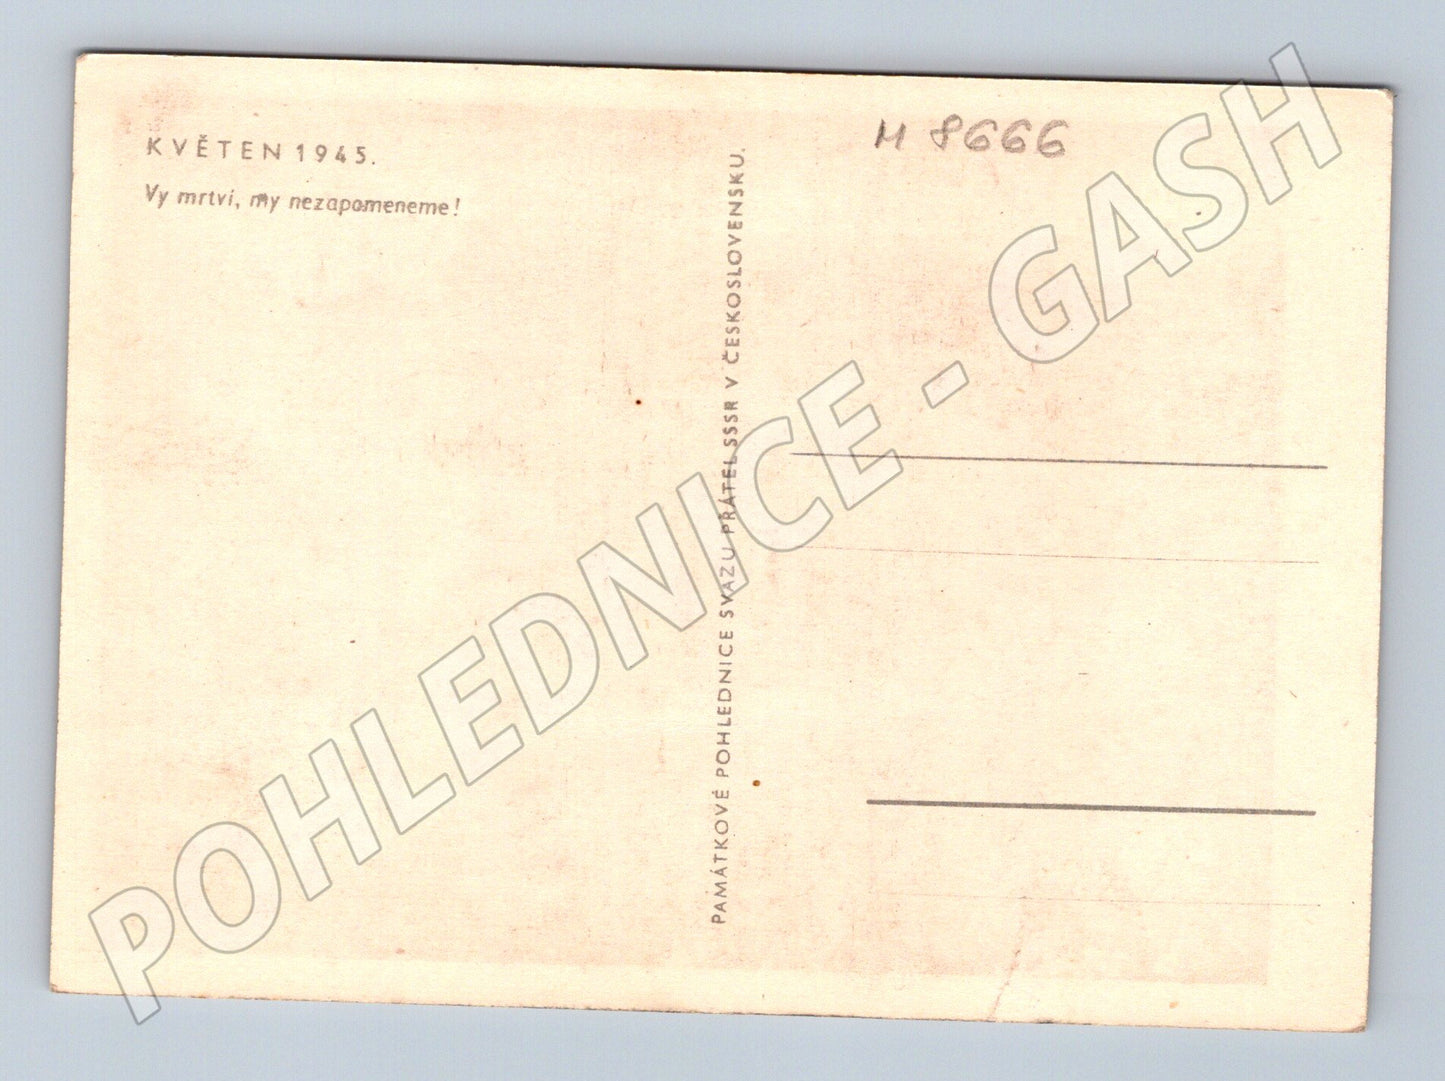 KVĚTEN 1945.
Vy mrtví, my nezapomeneme!
M 8666
PAMÁTKOVÉ POHLEDNICE SVAZU PŘÁTEL SSSR V ČESKOSLOVENSKU.
POHLEDNICE - GASH